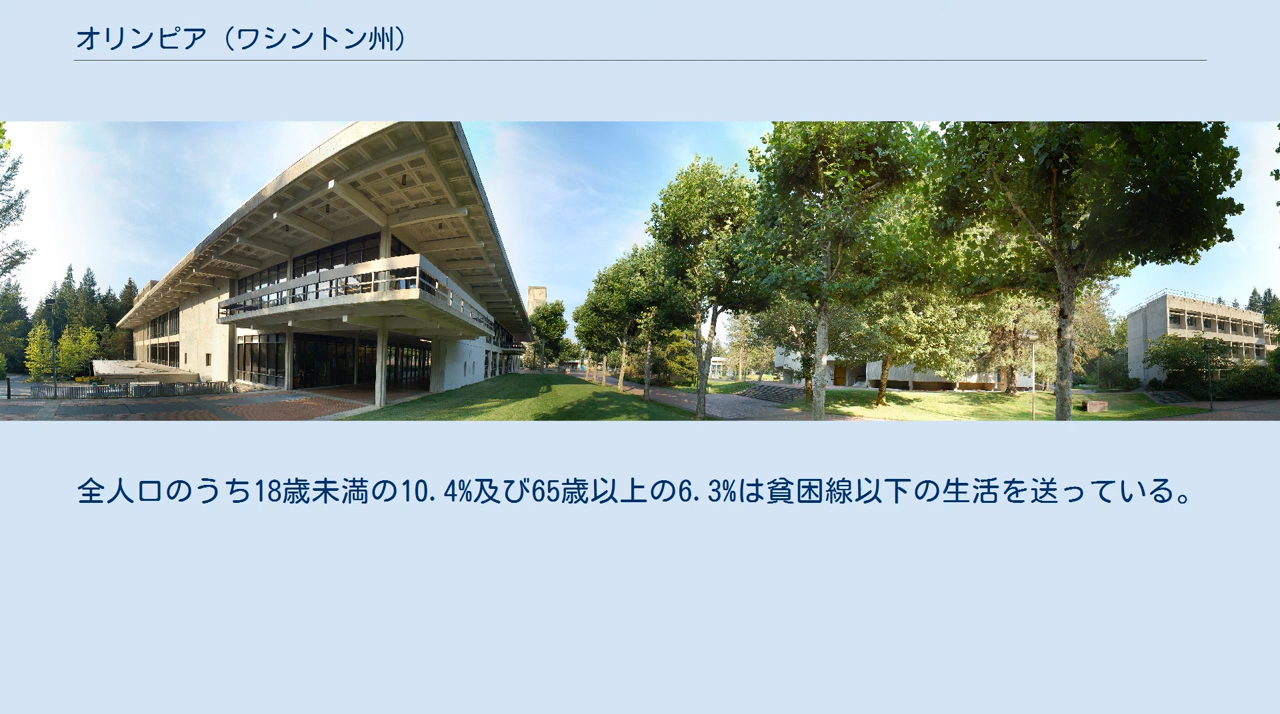 オリンピア（ワシントン州）
全人口のうち18歳未満の10.4%及び65歳以上の6.3%は貧困線以下の生活を送っている。